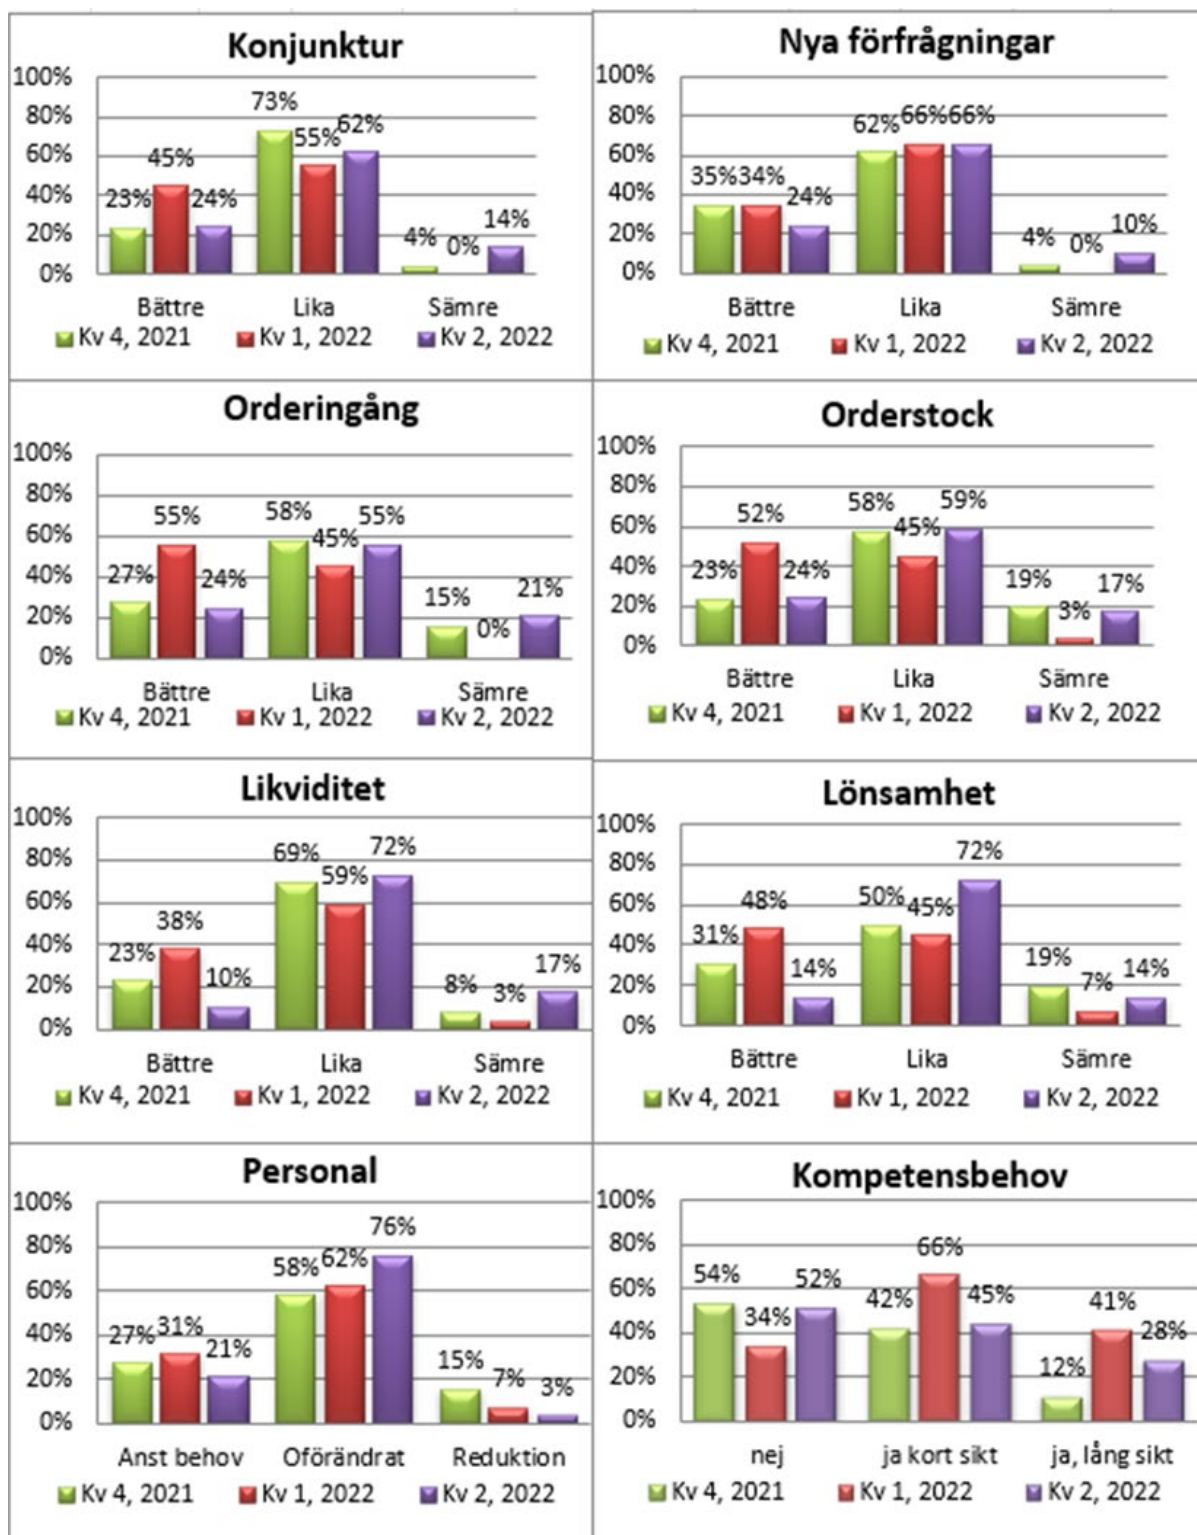 Konjunktur
100%
80%
60%
40%
20%
0%
23% 45% 24% 73% 55% 62% 4% 0% 14%
Bättre Lika Sämre
Kv 4, 2021 Kv 1, 2022 Kv 2, 2022
Nya förfrågningar
100%
80%
60%
40%
20%
0%
35% 34% 24% 62% 66% 66% 4% 0% 10%
Bättre Lika Sämre
Kv 4, 2021 Kv 1, 2022 Kv 2, 2022
Orderingång
100%
80%
60%
40%
20%
0%
27% 55% 24% 58% 45% 55% 15% 0% 21%
Bättre Lika Sämre
Kv 4, 2021 Kv 1, 2022 Kv 2, 2022
Orderstock
100%
80%
60%
40%
20%
0%
23% 52% 24% 58% 45% 59% 19% 3% 17%
Bättre Lika Sämre
Kv 4, 2021 Kv 1, 2022 Kv 2, 2022
Likviditet
100%
80%
60%
40%
20%
0%
23% 38% 10% 69% 59% 72% 8% 3% 17%
Bättre Lika Sämre
Kv 4, 2021 Kv 1, 2022 Kv 2, 2022
Lönsamhet
100%
80%
60%
40%
20%
0%
31% 48% 14% 50% 45% 72% 19% 7% 14%
Bättre Lika Sämre
Kv 4, 2021 Kv 1, 2022 Kv 2, 2022
Personal
100%
80%
60%
40%
20%
0%
27% 31% 21% 58% 62% 76% 15% 7% 3%
Anst behov Oförändrat Reduktion
Kv 4, 2021 Kv 1, 2022 Kv 2, 2022
Kompetensbehov
100%
80%
60%
40%
20%
0%
54% 34% 52% 42% 66% 45% 12% 41% 28%
nej ja kort sikt ja, lång sikt
Kv 4, 2021 Kv 1, 2022 Kv 2, 2022